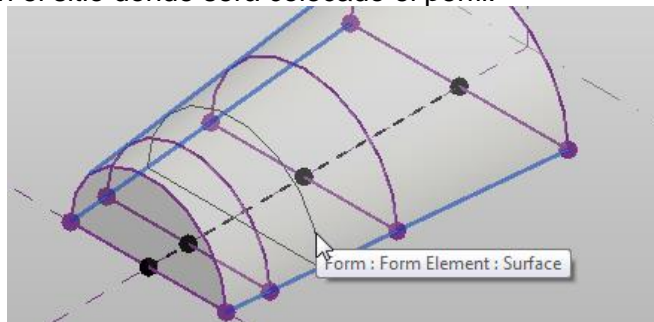 el sitio donde será colocado el perfil.
Form : Form Element : Surface